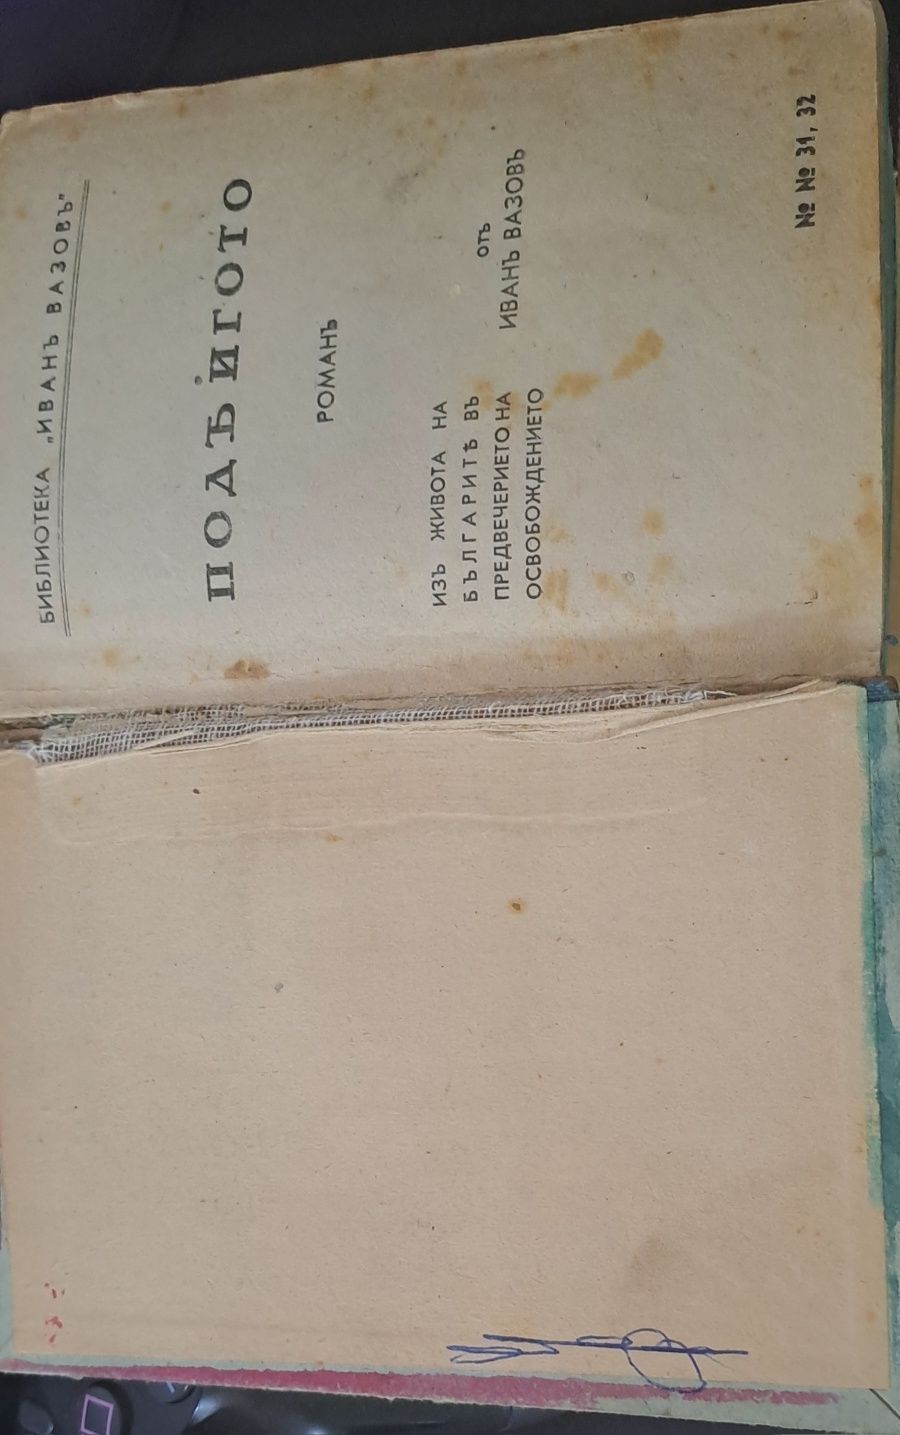 БИБЛИОТЕКА „ИВАНЪ ВАЗОВЪ"
ПОДЪ ИГОТО
РОМАНЪ
ИЗЪ ЖИВОТА НА
БЪЛГАРИТѢ ВЪ
ПРЕДВЕЧЕРИЕТО НА
ОСВОБОЖДЕНИЕТО
отъ
ИВАНЪ ВАЗОВЪ
№ № 31, 32